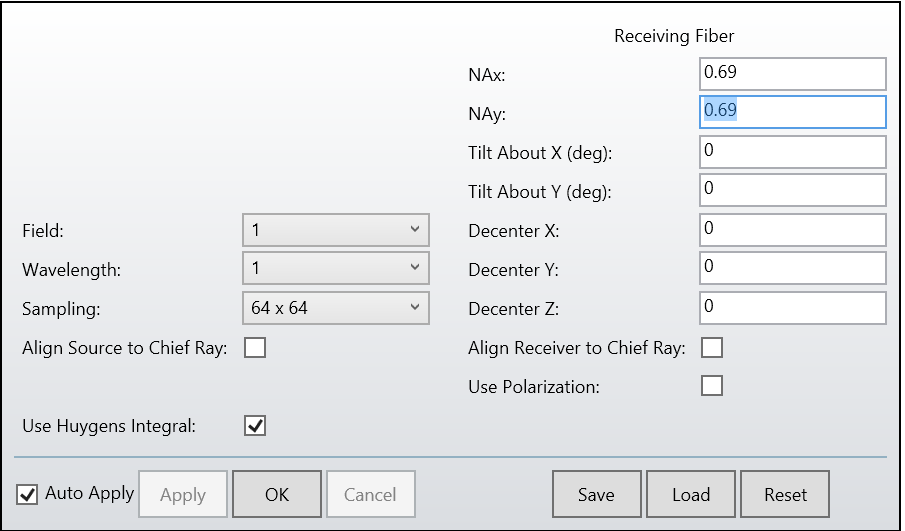 Receiving Fiber
NAx: 0.69
NAy: 0.69
Tilt About X (deg): 0
Tilt About Y (deg): 0
Field: 1 Decenter X: 0
Wavelength: 1 Decenter Y: 0
Sampling: 64 x 64 Decenter Z: 0
Align Source to Chief Ray: Align Receiver to Chief Ray:
Use Polarization:
Use Huygens Integral:
Auto Apply Apply OK Cancel Save Load Reset